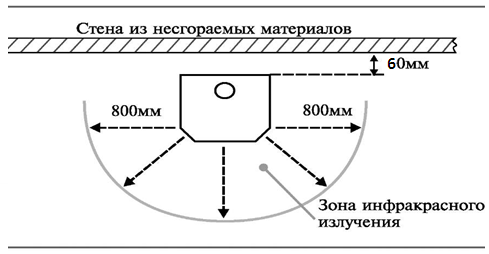 Стена из несгораемых материалов
60мм
800мм 800мм
Зона инфракрасного
излучения